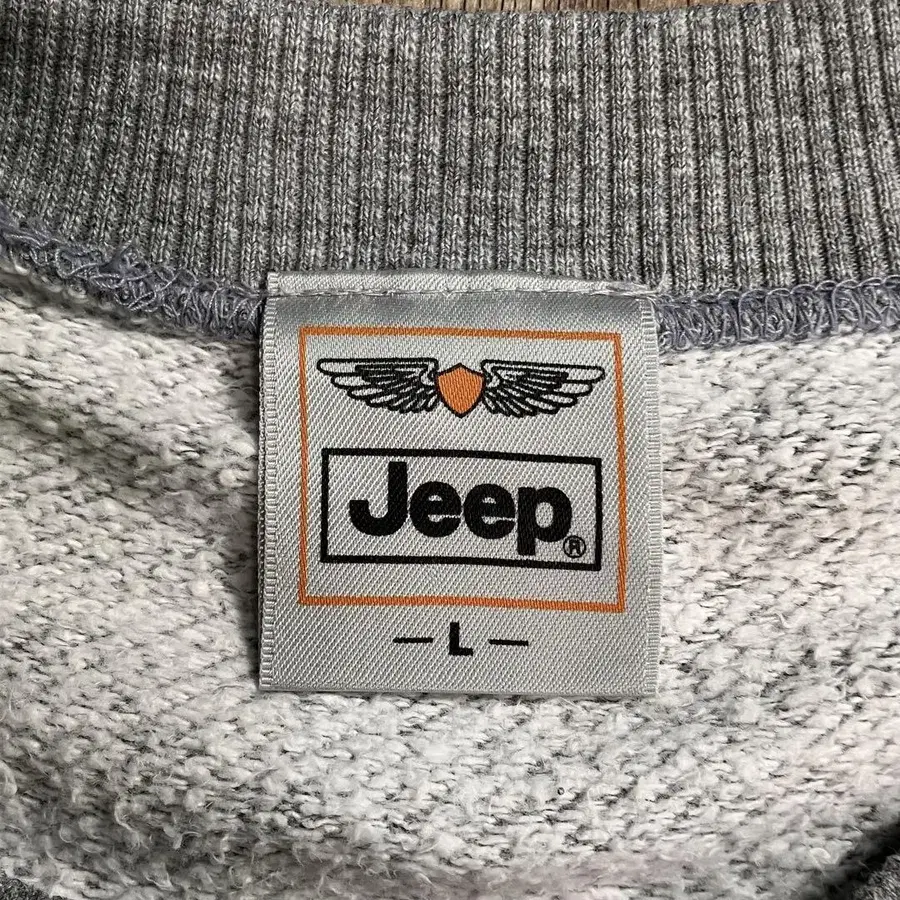 Jeep®
— L —